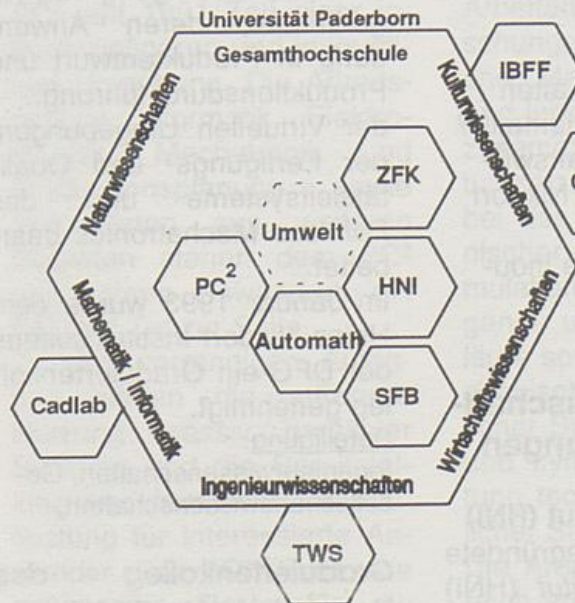 Universität Paderborn
Gesamthochschule
Naturwissenschaften
Kulturwissenschaften
IBFF
ZFK
Umwelt
PC²
HNI
Automath
SFB
Mathematik / Informatik
Wirtschaftswissenschaften
Cadlab
Ingenieurwissenschaften
TWS